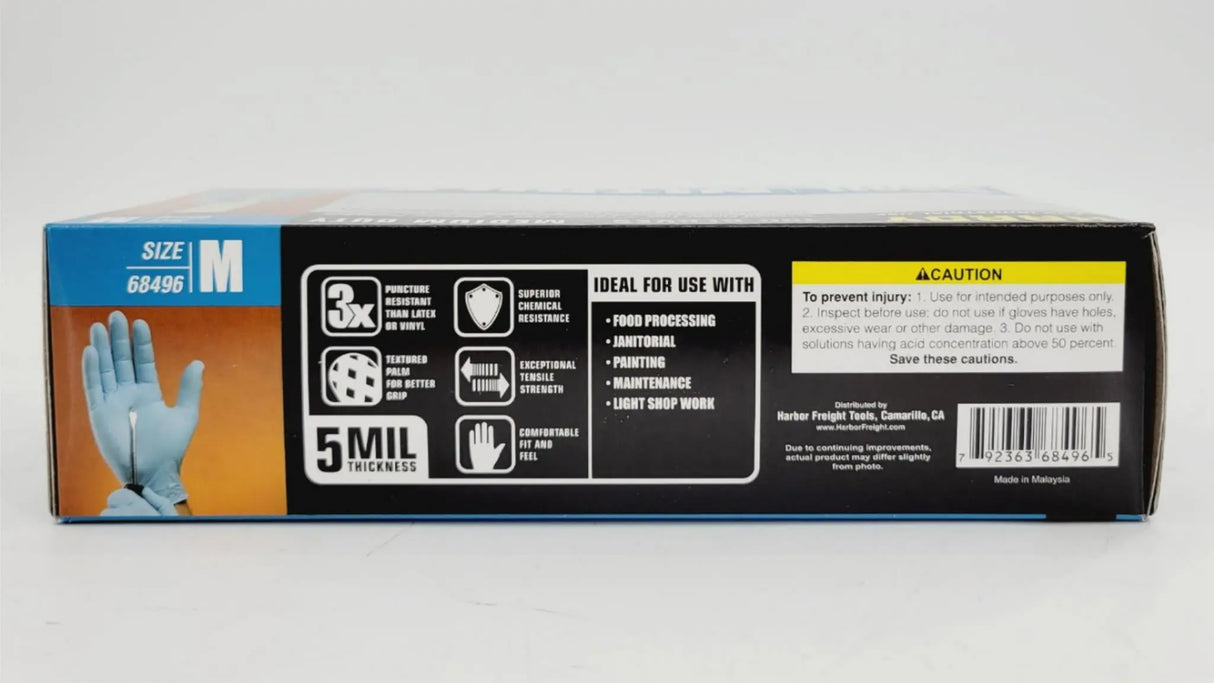 MEDIUM DUTY
SIZE
68496
M
3x
PUNCTURE
RESISTANT
THAN LATEX
OR VINYL
TEXTURED
PALM
FOR BETTER
GRIP
5 MIL
THICKNESS
SUPERIOR
CHEMICAL
RESISTANCE
EXCEPTIONAL
TENSILE
STRENGTH
COMFORTABLE
FIT AND
FEEL
IDEAL FOR USE WITH
• FOOD PROCESSING
• JANITORIAL
• PAINTING
• MAINTENANCE
• LIGHT SHOP WORK
⚠CAUTION
To prevent injury: 1. Use for intended purposes only.
2. Inspect before use; do not use if gloves have holes,
excessive wear or other damage. 3. Do not use with
solutions having acid concentration above 50 percent.
Save these cautions.
Distributed by
Harbor Freight Tools, Camarillo, CA
www.HarborFreight.com
Due to continuing improvements,
actual product may differ slightly
from photo.
7 92363 68496 5
Made in Malaysia